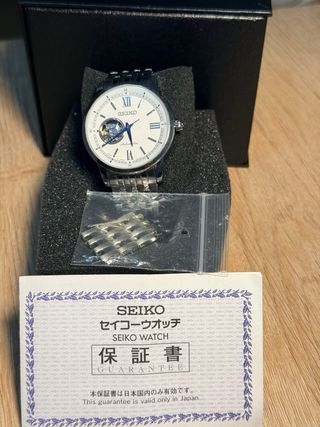 XII
SEIKO
Automatic
SEIKO
セイコーウオッチ
SEIKO WATCH
保証書
GUARANTEE
本保証書は日本国内のみ有効です。
This guarantee is valid only in Japan.